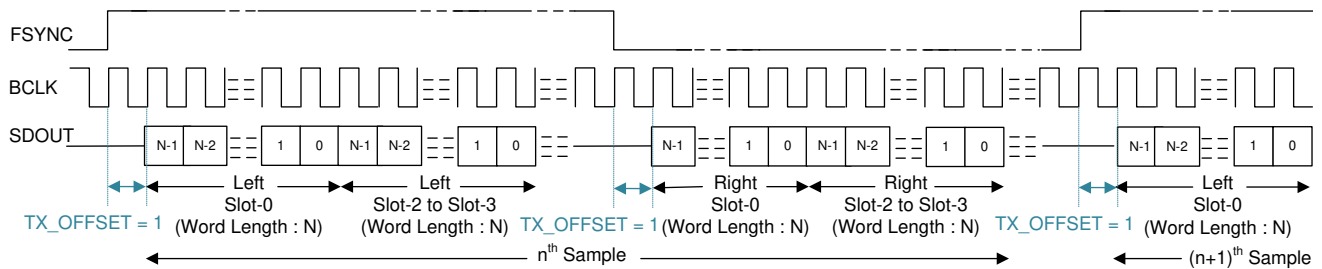 FSYNC
BCLK
SDOUT
N-1 N-2 1 0 N-1 N-2 1 0 N-1 1 0 N-1 N-2 1 0 N-1 N-2 1 0
Left Left Right Right Left
Slot-0 Slot-2 to Slot-3 Slot-0 Slot-2 to Slot-3 Slot-0
TX_OFFSET = 1 (Word Length : N) (Word Length : N) TX_OFFSET = 1 (Word Length : N) (Word Length : N) TX_OFFSET = 1 (Word Length : N)
nth Sample (n+1)th Sample